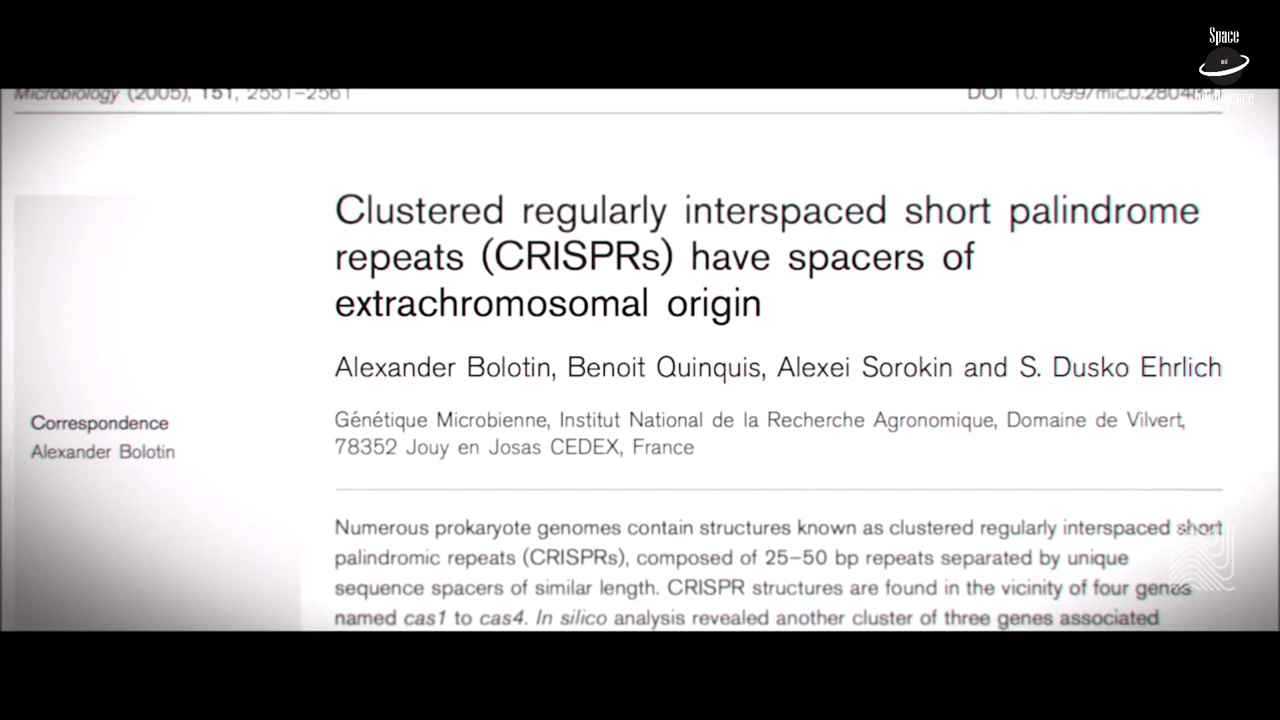 Space
and
Microbiology (2005), 151, 2551–2561
Clustered regularly interspaced short palindrome
repeats (CRISPRs) have spacers of
extrachromosomal origin
Alexander Bolotin, Benoit Quinquis, Alexei Sorokin and S. Dusko Ehrlich
Correspondence
Alexander Bolotin
Génétique Microbienne, Institut National de la Recherche Agronomique, Domaine de Vilvert,
78352 Jouy en Josas CEDEX, France
Numerous prokaryote genomes contain structures known as clustered regularly interspaced short
palindromic repeats (CRISPRs), composed of 25–50 bp repeats separated by unique
sequence spacers of similar length. CRISPR structures are found in the vicinity of four genes
named cas1 to cas4. In silico analysis revealed another cluster of three genes associated